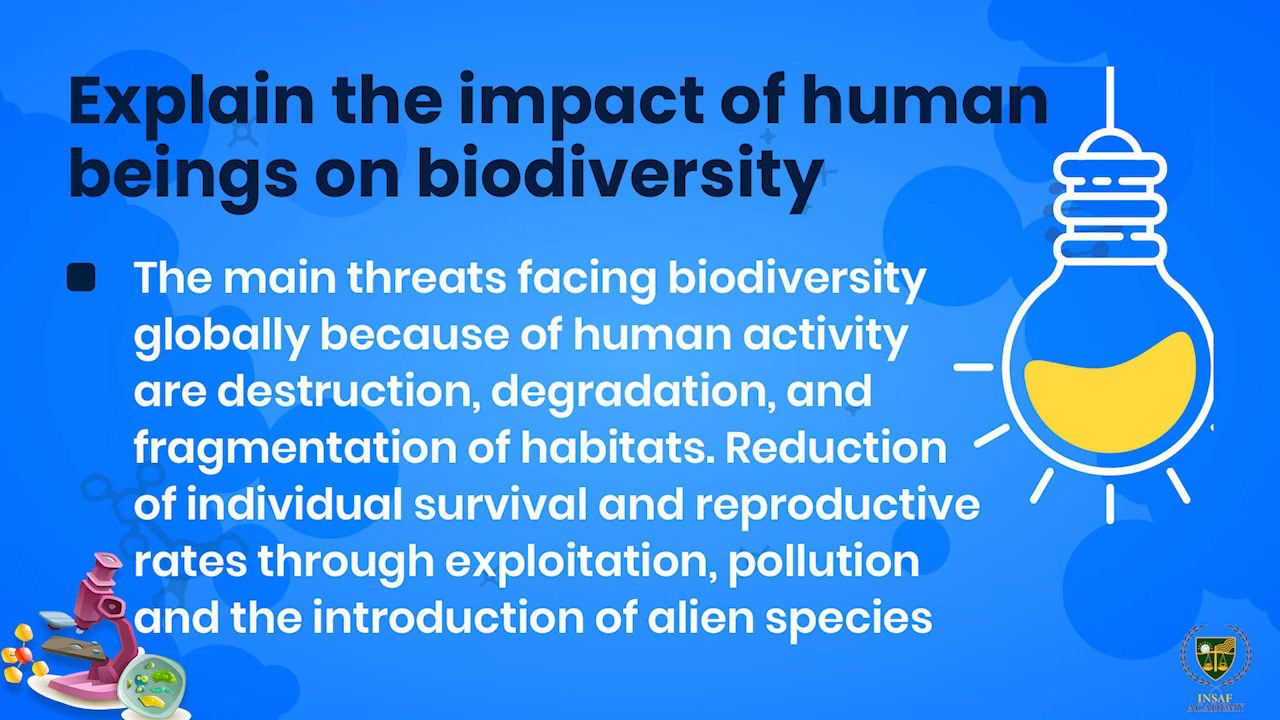 Explain the impact of human
beings on biodiversity
The main threats facing biodiversity
globally because of human activity
are destruction, degradation, and
fragmentation of habitats. Reduction
of individual survival and reproductive
rates through exploitation, pollution
and the introduction of alien species
INSAF
ACADEMY